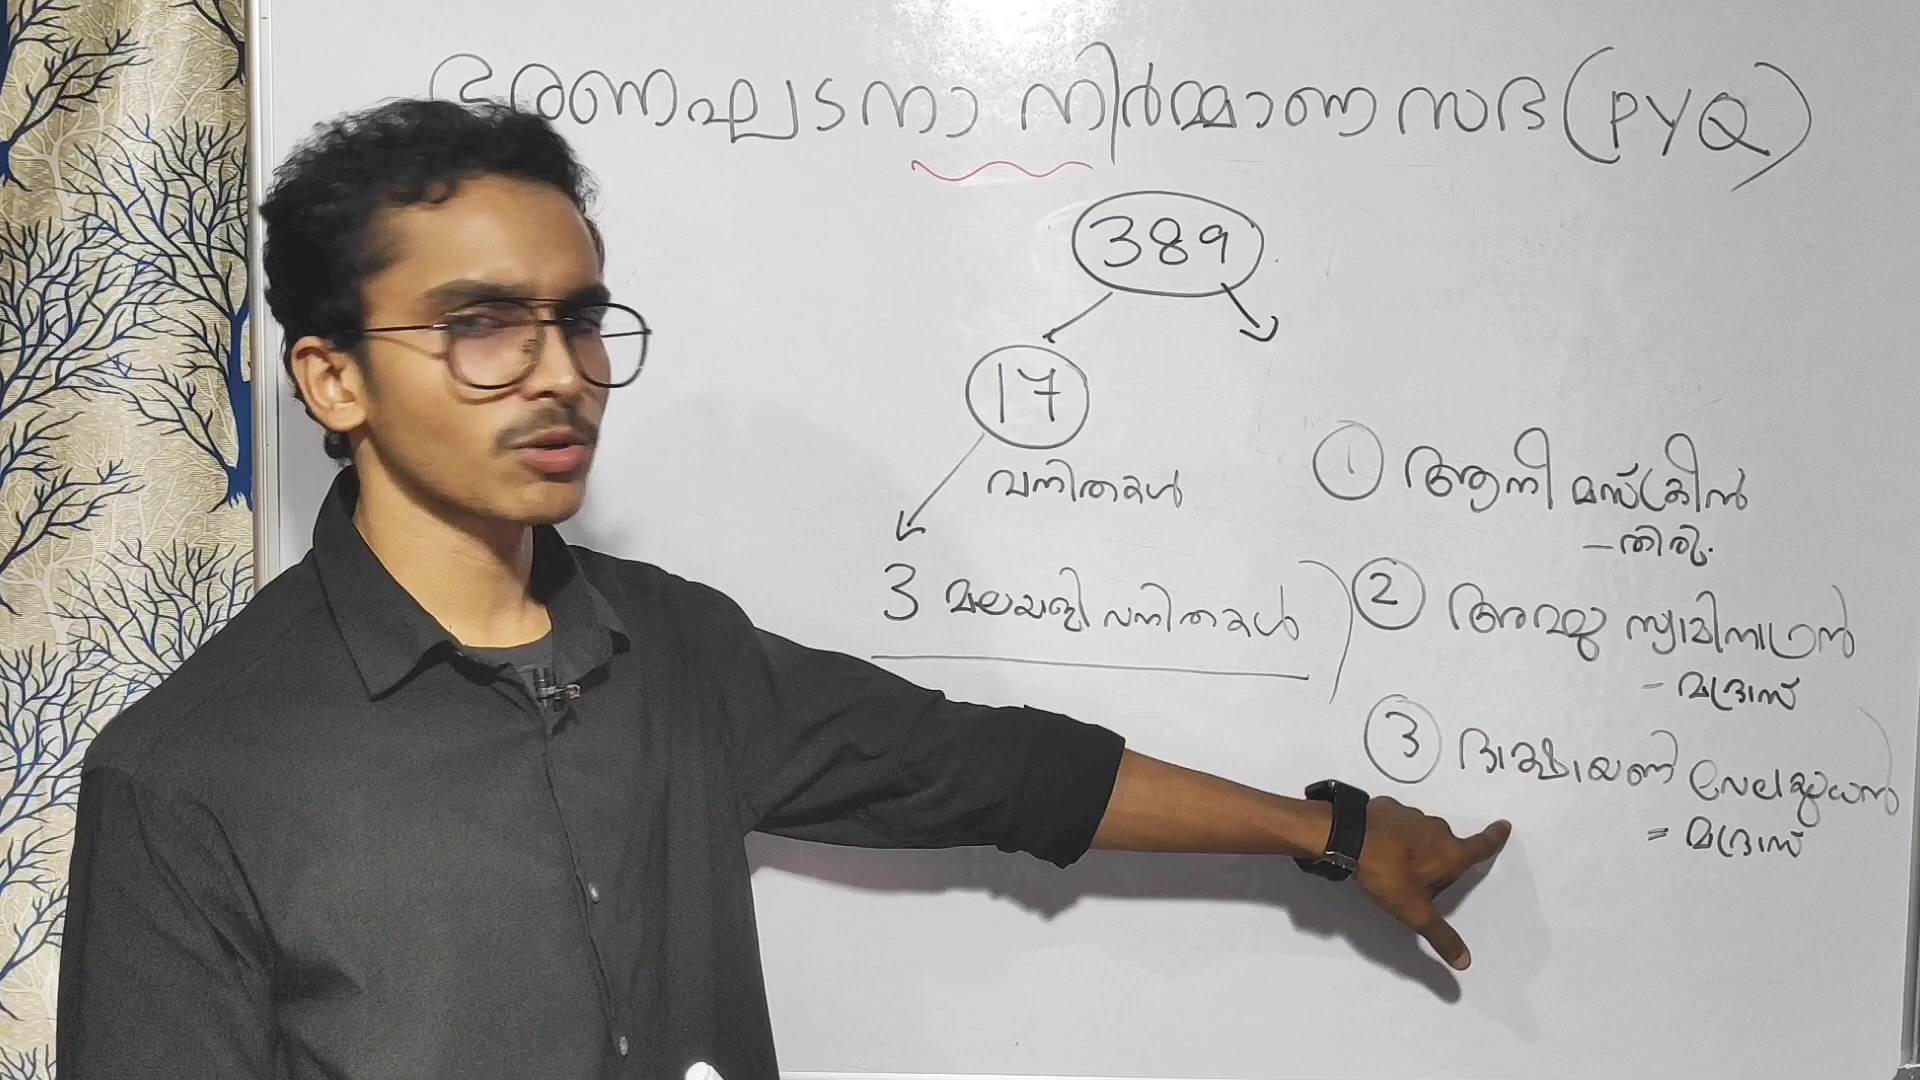 ഭരണഘടനാ നിർമ്മാണസഭ (PYQ)
389
17
വനിതകൾ
3 മലയാളി വനിതകൾ
① ആനി മസ്ക്രീൻ
- തിരു.
② അമ്മു സ്വാമിനാഥൻ
- മദ്രാസ്
③ ദാക്ഷായണി വേലായുധൻ
= മദ്രാസ്